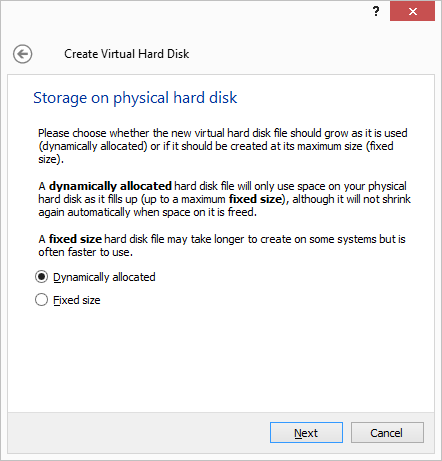 ?
Create Virtual Hard Disk
Storage on physical hard disk
Please choose whether the new virtual hard disk file should grow as it is used
(dynamically allocated) or if it should be created at its maximum size (fixed
size).
A dynamically allocated hard disk file will only use space on your physical
hard disk as it fills up (up to a maximum fixed size), although it will not shrink
again automatically when space on it is freed.
A fixed size hard disk file may take longer to create on some systems but is
often faster to use.
Dynamically allocated
Fixed size
Next
Cancel